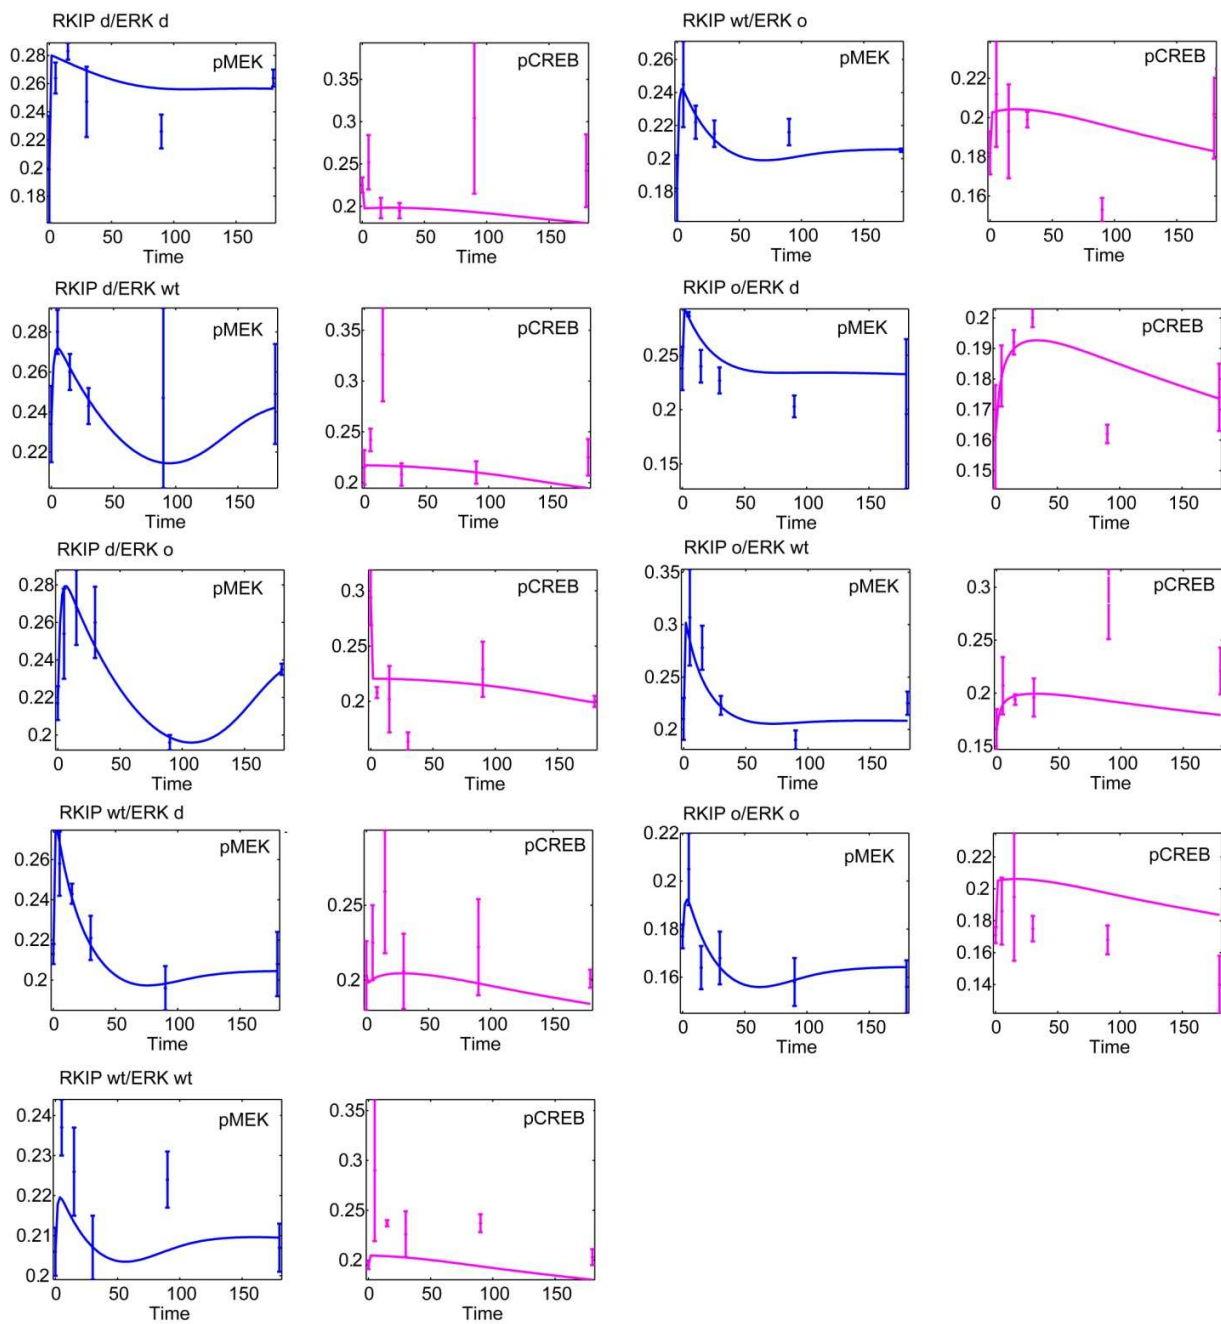 RKIP d/ERK d
pMEK
0.28
0.26
0.24
0.22
0.2
0.18
0 50 100 150
Time
pCREB
0.35
0.3
0.25
0.2
0 50 100 150
Time
RKIP wt/ERK o
pMEK
0.26
0.24
0.22
0.2
0.18
0 50 100 150
Time
pCREB
0.22
0.2
0.18
0.16
0 50 100 150
Time
RKIP d/ERK wt
pMEK
0.28
0.26
0.24
0.22
0 50 100 150
Time
pCREB
0.35
0.3
0.25
0.2
0 50 100 150
Time
RKIP o/ERK d
pMEK
0.25
0.2
0.15
0 50 100 150
Time
pCREB
0.2
0.19
0.18
0.17
0.16
0.15
0 50 100 150
Time
RKIP d/ERK o
pMEK
0.28
0.26
0.24
0.22
0.2
0 50 100 150
Time
pCREB
0.3
0.25
0.2
0 50 100 150
Time
RKIP o/ERK wt
pMEK
0.35
0.3
0.25
0.2
0 50 100 150
Time
pCREB
0.3
0.25
0.2
0.15
0 50 100 150
Time
RKIP wt/ERK d
pMEK
0.26
0.24
0.22
0.2
0 50 100 150
Time
pCREB
0.25
0.2
0 50 100 150
Time
RKIP o/ERK o
pMEK
0.22
0.2
0.18
0.16
0 50 100 150
Time
pCREB
0.22
0.2
0.18
0.16
0.14
0 50 100 150
Time
RKIP wt/ERK wt
pMEK
0.24
0.23
0.22
0.21
0.2
0 50 100 150
Time
pCREB
0.35
0.3
0.25
0.2
0 50 100 150
Time